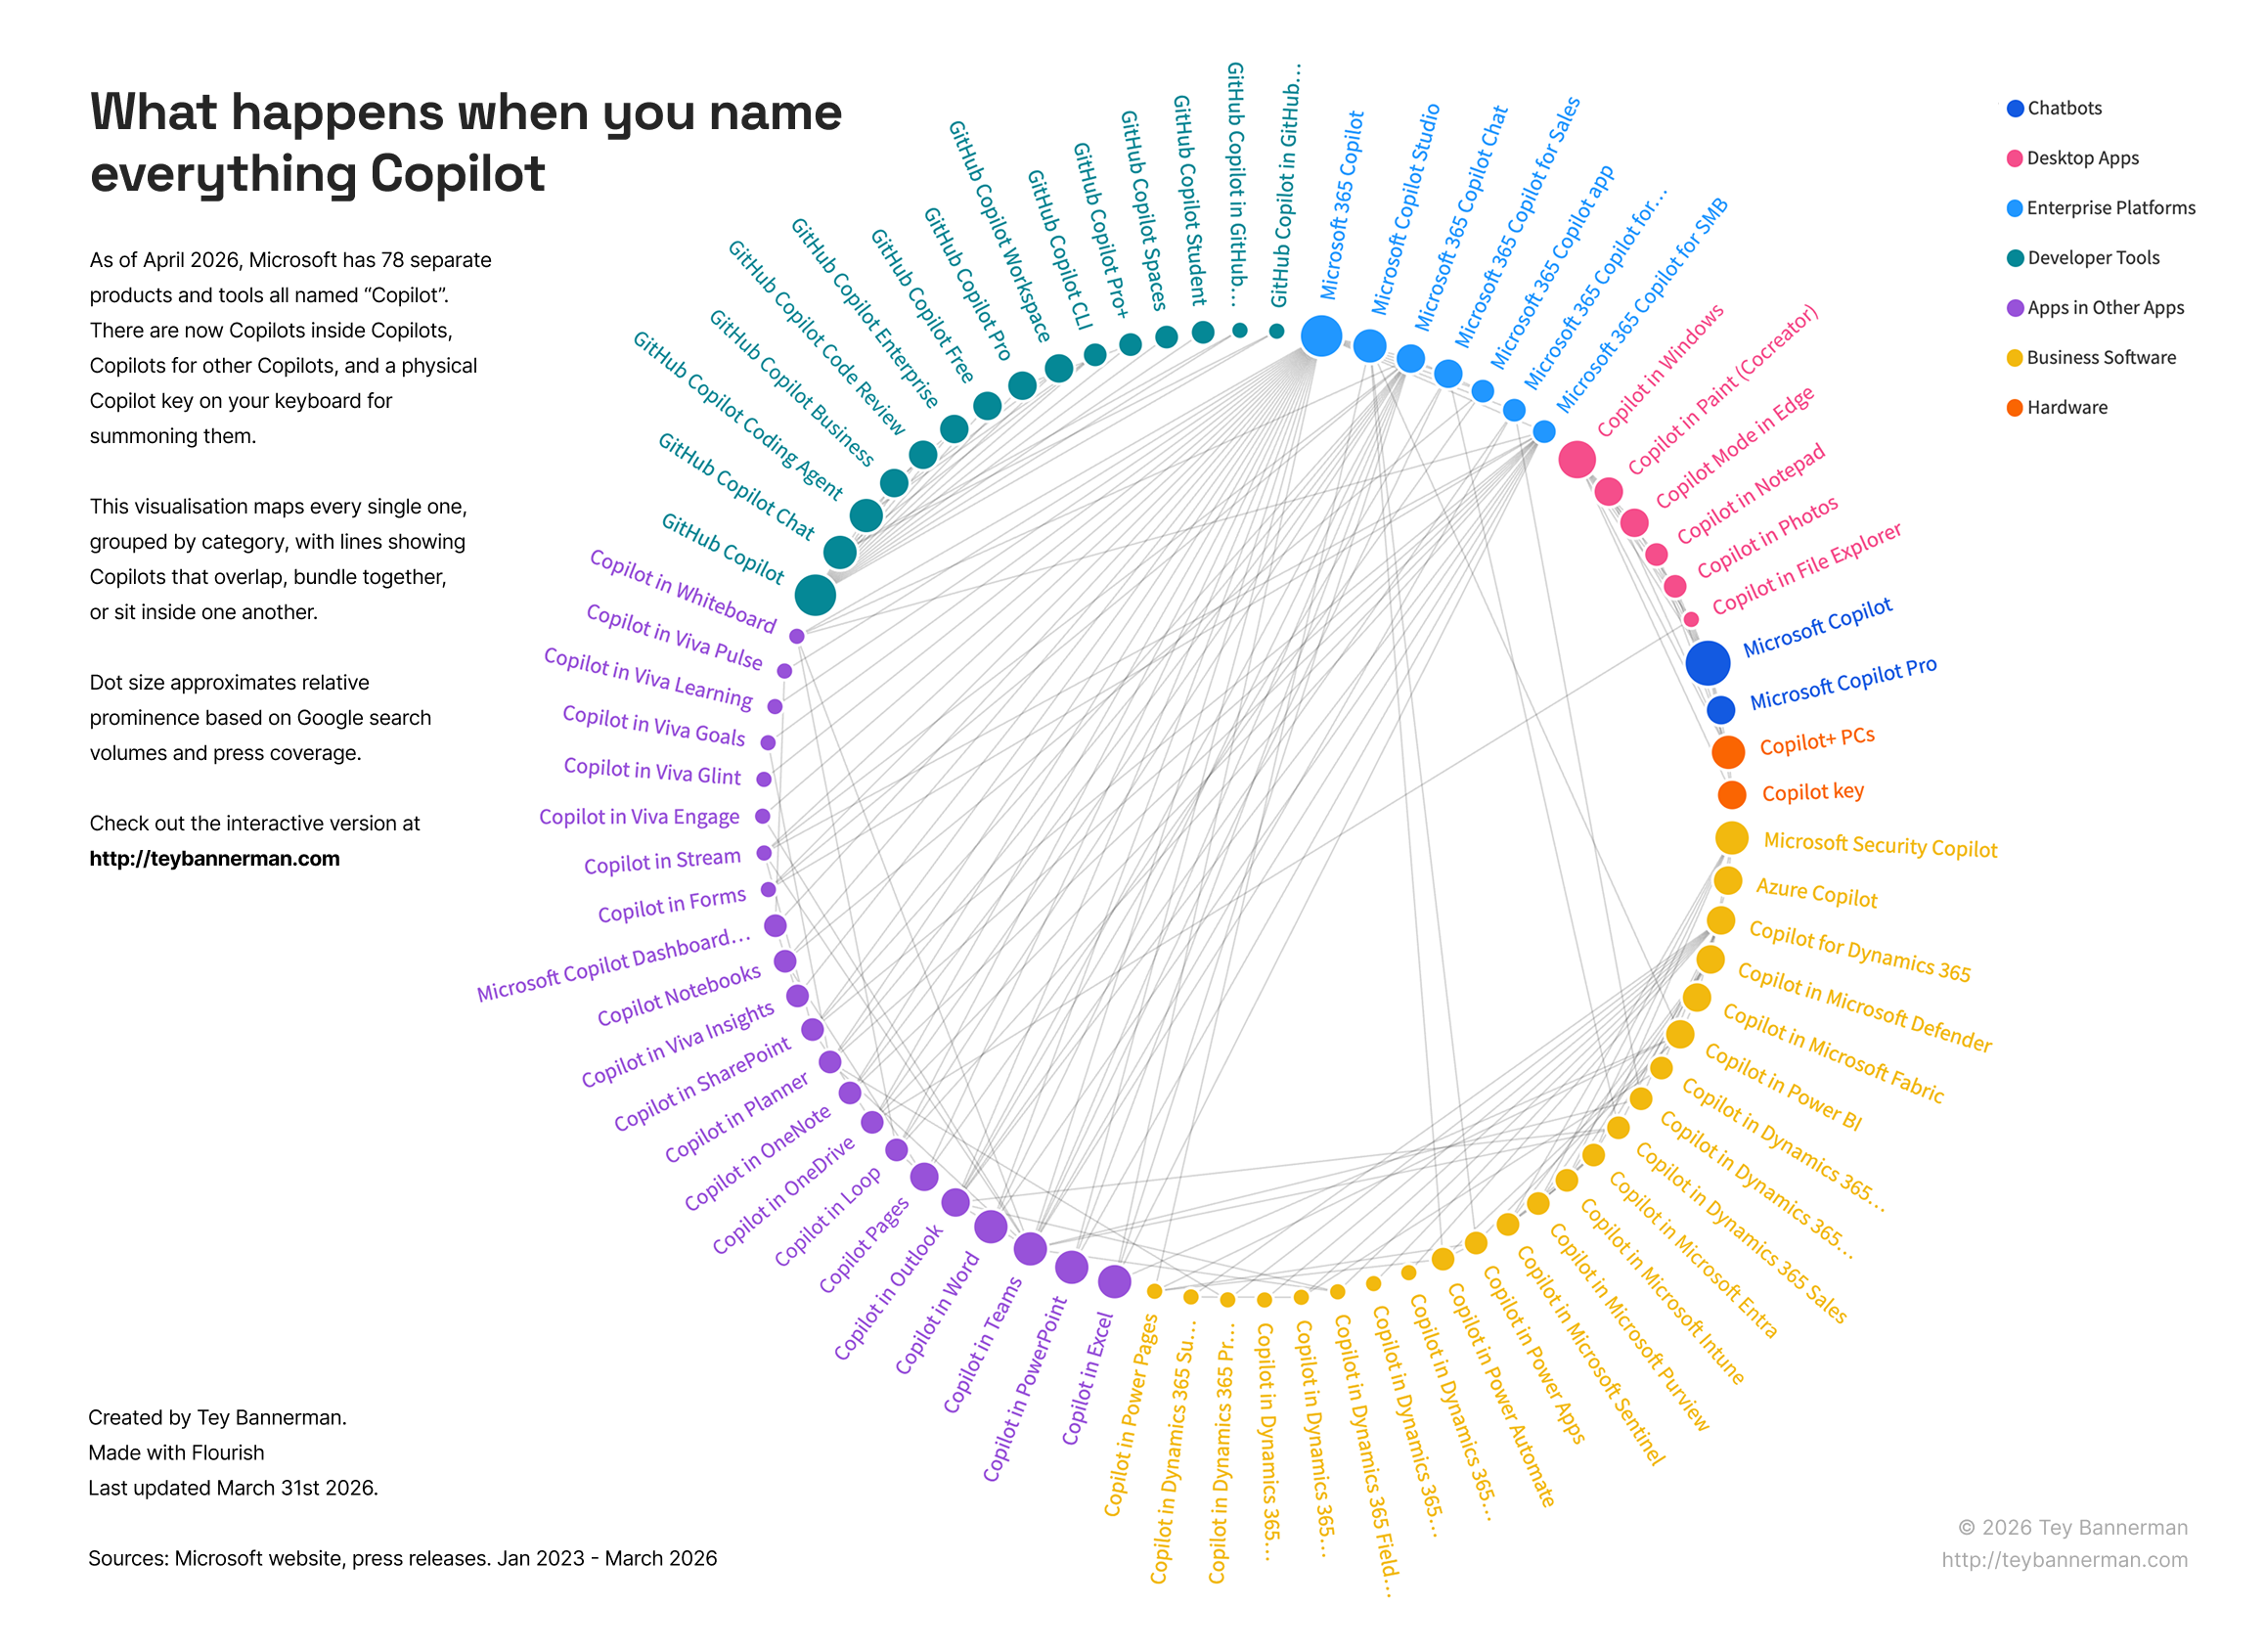 What happens when you name
everything Copilot
As of April 2026, Microsoft has 78 separate
products and tools all named “Copilot”.
There are now Copilots inside Copilots,
Copilots for other Copilots, and a physical
Copilot key on your keyboard for
summoning them.
This visualisation maps every single one,
grouped by category, with lines showing
Copilots that overlap, bundle together,
or sit inside one another.
Dot size approximates relative
prominence based on Google search
volumes and press coverage.
Check out the interactive version at
http://teybannerman.com
Created by Tey Bannerman.
Made with Flourish
Last updated March 31st 2026.
Sources: Microsoft website, press releases. Jan 2023 - March 2026
Microsoft 365 Copilot
Microsoft Copilot Studio
Microsoft 365 Copilot Chat
Microsoft 365 Copilot for Sales
Microsoft 365 Copilot app
Microsoft 365 Copilot for…
Microsoft 365 Copilot for SMB
Copilot in Windows
Copilot in Paint (Cocreator)
Copilot Mode in Edge
Copilot in Notepad
Copilot in Photos
Copilot in File Explorer
Microsoft Copilot
Microsoft Copilot Pro
Copilot+ PCs
Copilot key
Microsoft Security Copilot
Azure Copilot
Copilot for Dynamics 365
Copilot in Microsoft Defender
Copilot in Microsoft Fabric
Copilot in Power BI
Copilot in Dynamics 365…
Copilot in Dynamics 365…
Copilot in Dynamics 365 Sales
Copilot in Microsoft Entra
Copilot in Microsoft Intune
Copilot in Microsoft Purview
Copilot in Microsoft Sentinel
Copilot in Power Apps
Copilot in Power Automate
Copilot in Dynamics 365…
Copilot in Dynamics 365…
Copilot in Dynamics 365 Field…
Copilot in Dynamics 365…
Copilot in Dynamics 365…
Copilot in Dynamics 365 Pr…
Copilot in Dynamics 365 Su…
Copilot in Power Pages
Copilot in Excel
Copilot in PowerPoint
Copilot in Teams
Copilot in Word
Copilot in Outlook
Copilot Pages
Copilot in Loop
Copilot in OneDrive
Copilot in OneNote
Copilot in Planner
Copilot in SharePoint
Copilot in Viva Insights
Copilot Notebooks
Microsoft Copilot Dashboard…
Copilot in Forms
Copilot in Stream
Copilot in Viva Engage
Copilot in Viva Glint
Copilot in Viva Goals
Copilot in Viva Learning
Copilot in Viva Pulse
Copilot in Whiteboard
GitHub Copilot
GitHub Copilot Chat
GitHub Copilot Coding Agent
GitHub Copilot Business
GitHub Copilot Code Review
GitHub Copilot Enterprise
GitHub Copilot Free
GitHub Copilot Pro
GitHub Copilot Workspace
GitHub Copilot CLI
GitHub Copilot Pro+
GitHub Copilot Spaces
GitHub Copilot Student
GitHub Copilot in GitHub…
GitHub Copilot in GitHub…
Chatbots
Desktop Apps
Enterprise Platforms
Developer Tools
Apps in Other Apps
Business Software
Hardware
© 2026 Tey Bannerman
http://teybannerman.com